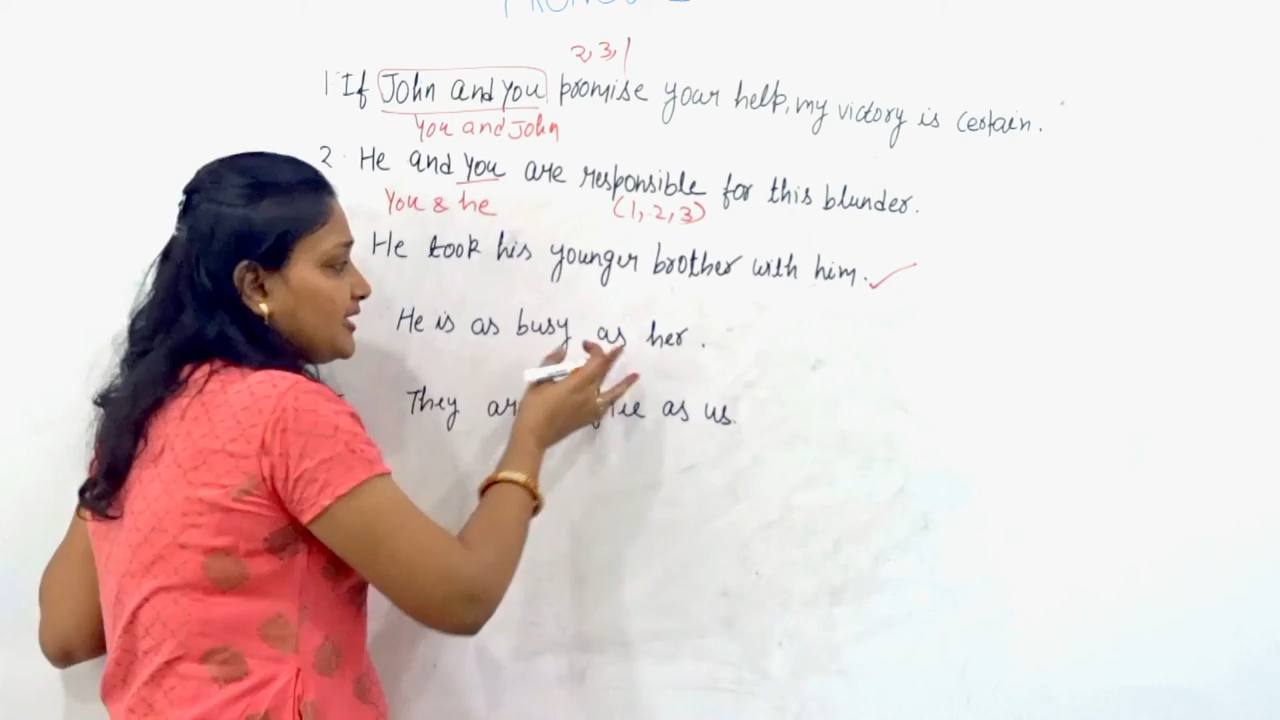 2, 3, 1
1 If John and you promise your help, my victory is certain.
You and John
2. He and you are responsible for this blunder.
You & he (1, 2, 3)
He took his younger brother with him.
He is as busy as her.
They as us.